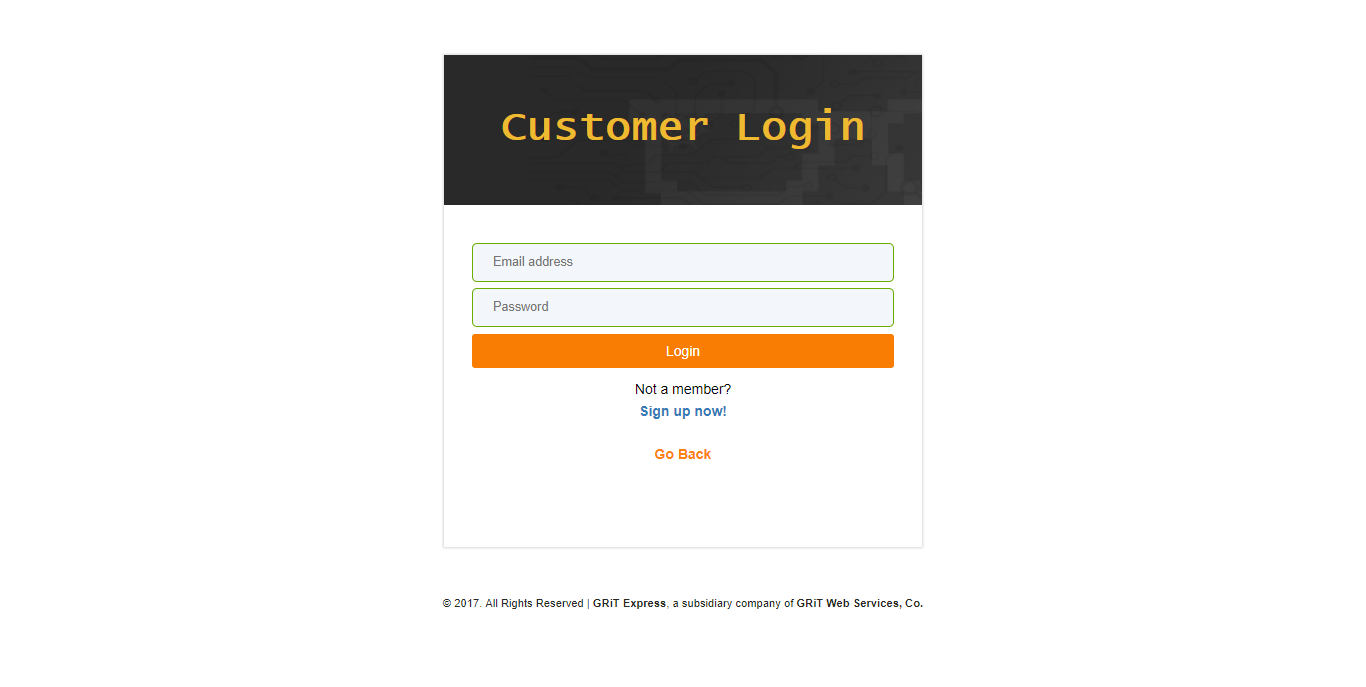 Customer Login
Email address
Password
Login
Not a member?
Sign up now!
Go Back
© 2017. All Rights Reserved | GRiT Express, a subsidiary company of GRiT Web Services, Co.